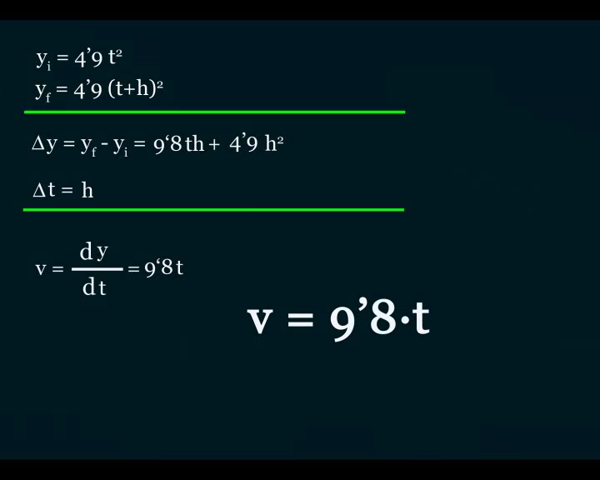 yᵢ = 4’9 t²
y_f = 4’9 (t+h)²
Δy = y_f - yᵢ = 9‘8 th + 4’9 h²
Δt = h
v = dy/dt = 9‘8 t
v = 9’8·t